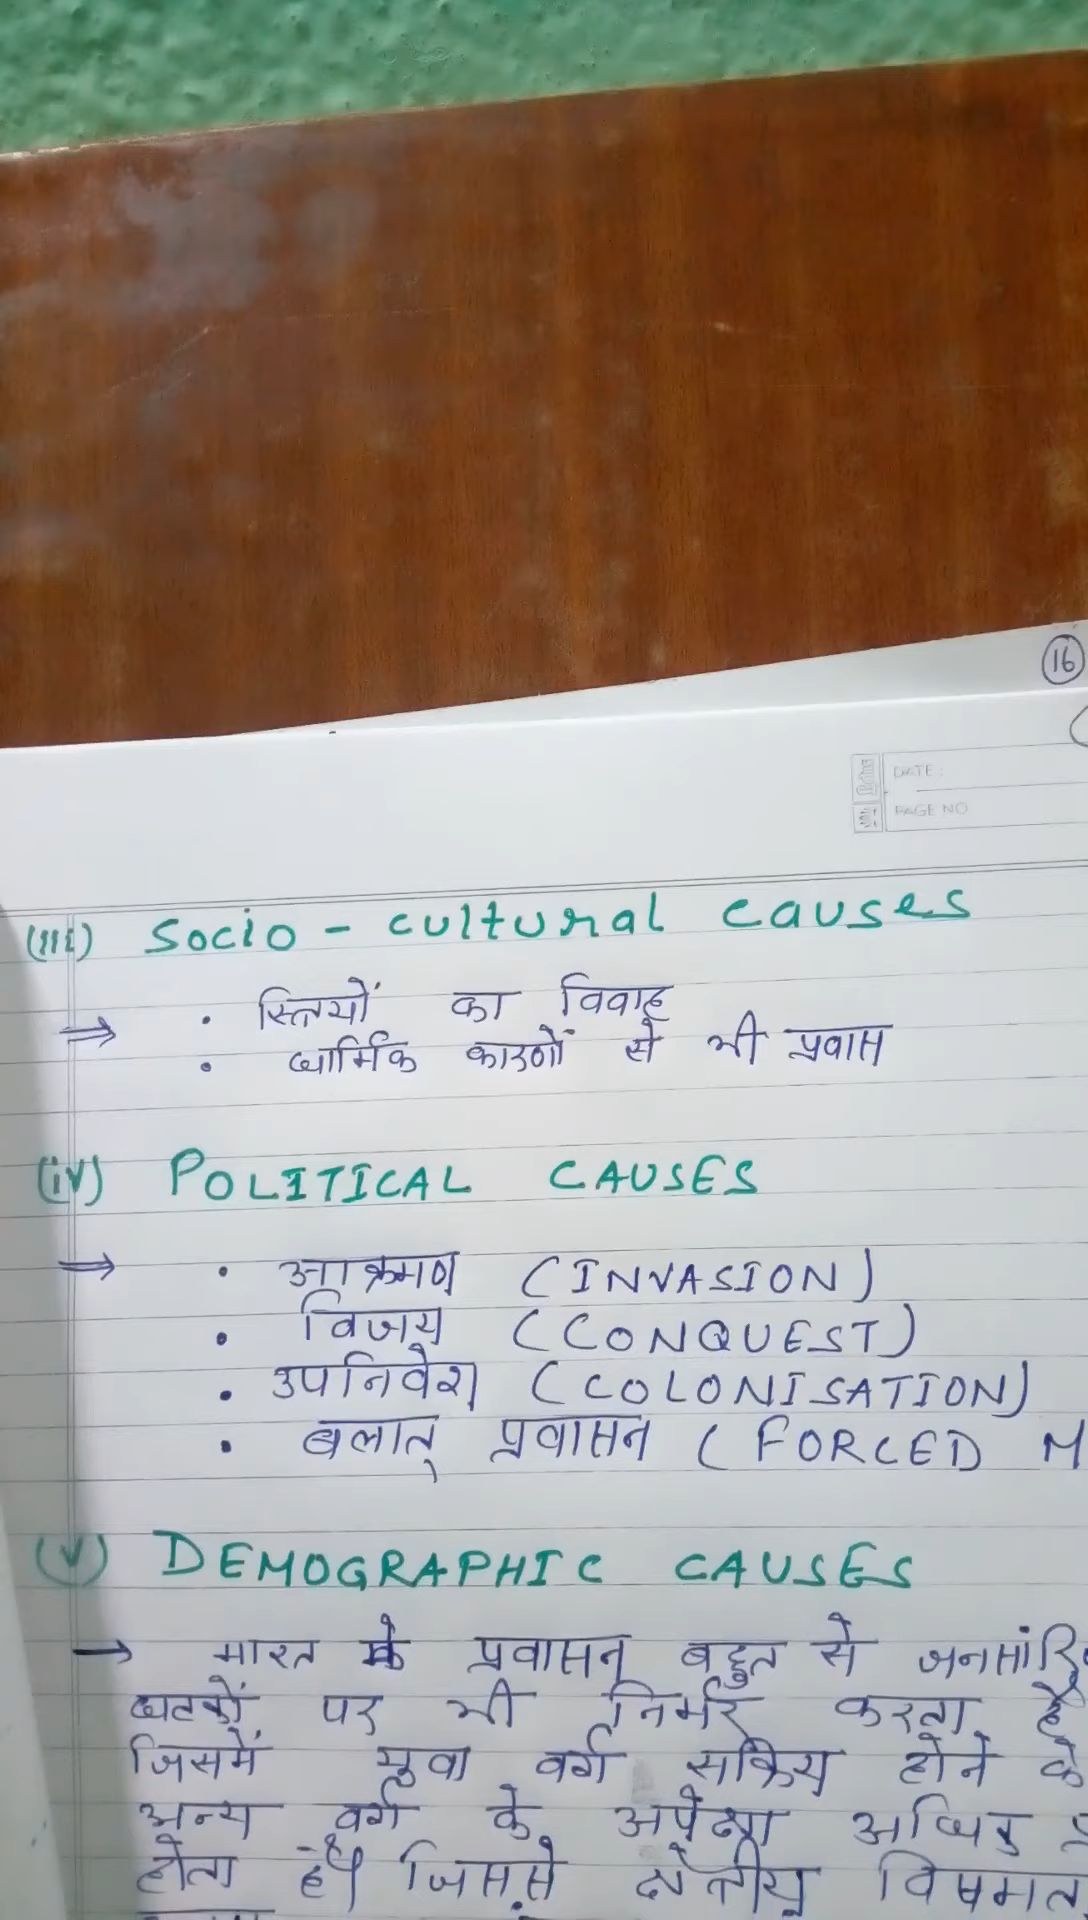 16
DATE:
PAGE NO
(iii) Socio - cultural causes
⇒ • स्त्रियों का विवाह
• धार्मिक कारणों से भी प्रवास
(iv) POLITICAL CAUSES
⇒ • आक्रमण (INVASION)
• विजय (CONQUEST)
• उपनिवेश (COLONISATION)
• बलात् प्रवासन (FORCED M
(v) DEMOGRAPHIC CAUSES
→ भारत के प्रवासन बहुत से
घटकों पर भी निर्भर करता है
जिसमें युवा वर्ग सक्रिय होने के
अन्य वर्ग के अपेक्षा अधिक
होता है। जिससे क्षेत्रीय